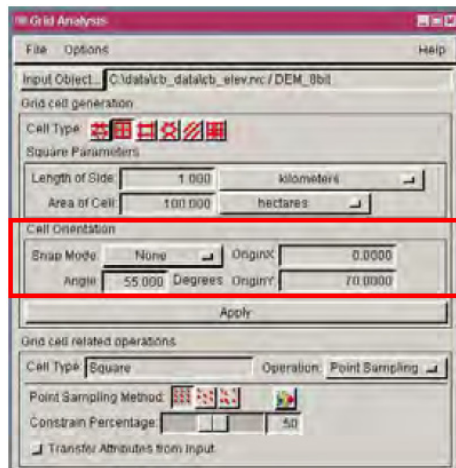 Grid Analysis
File Options Help
Input Object... C:\data\cb_data\cb_elev.rvc / DEM_8bit
Grid cell generation
Cell Type:
Square Parameters
Length of Side: 1.000 kilometers
Area of Cell: 100.000 hectares
Cell Orientation
Snap Mode: None OriginX: 0.0000
Angle: 55.000 Degrees OriginY: 70.0000
Apply
Grid cell related operations
Cell Type: Square Operation: Point Sampling
Point Sampling Method:
Constrain Percentage: 50
Transfer Attributes from Input